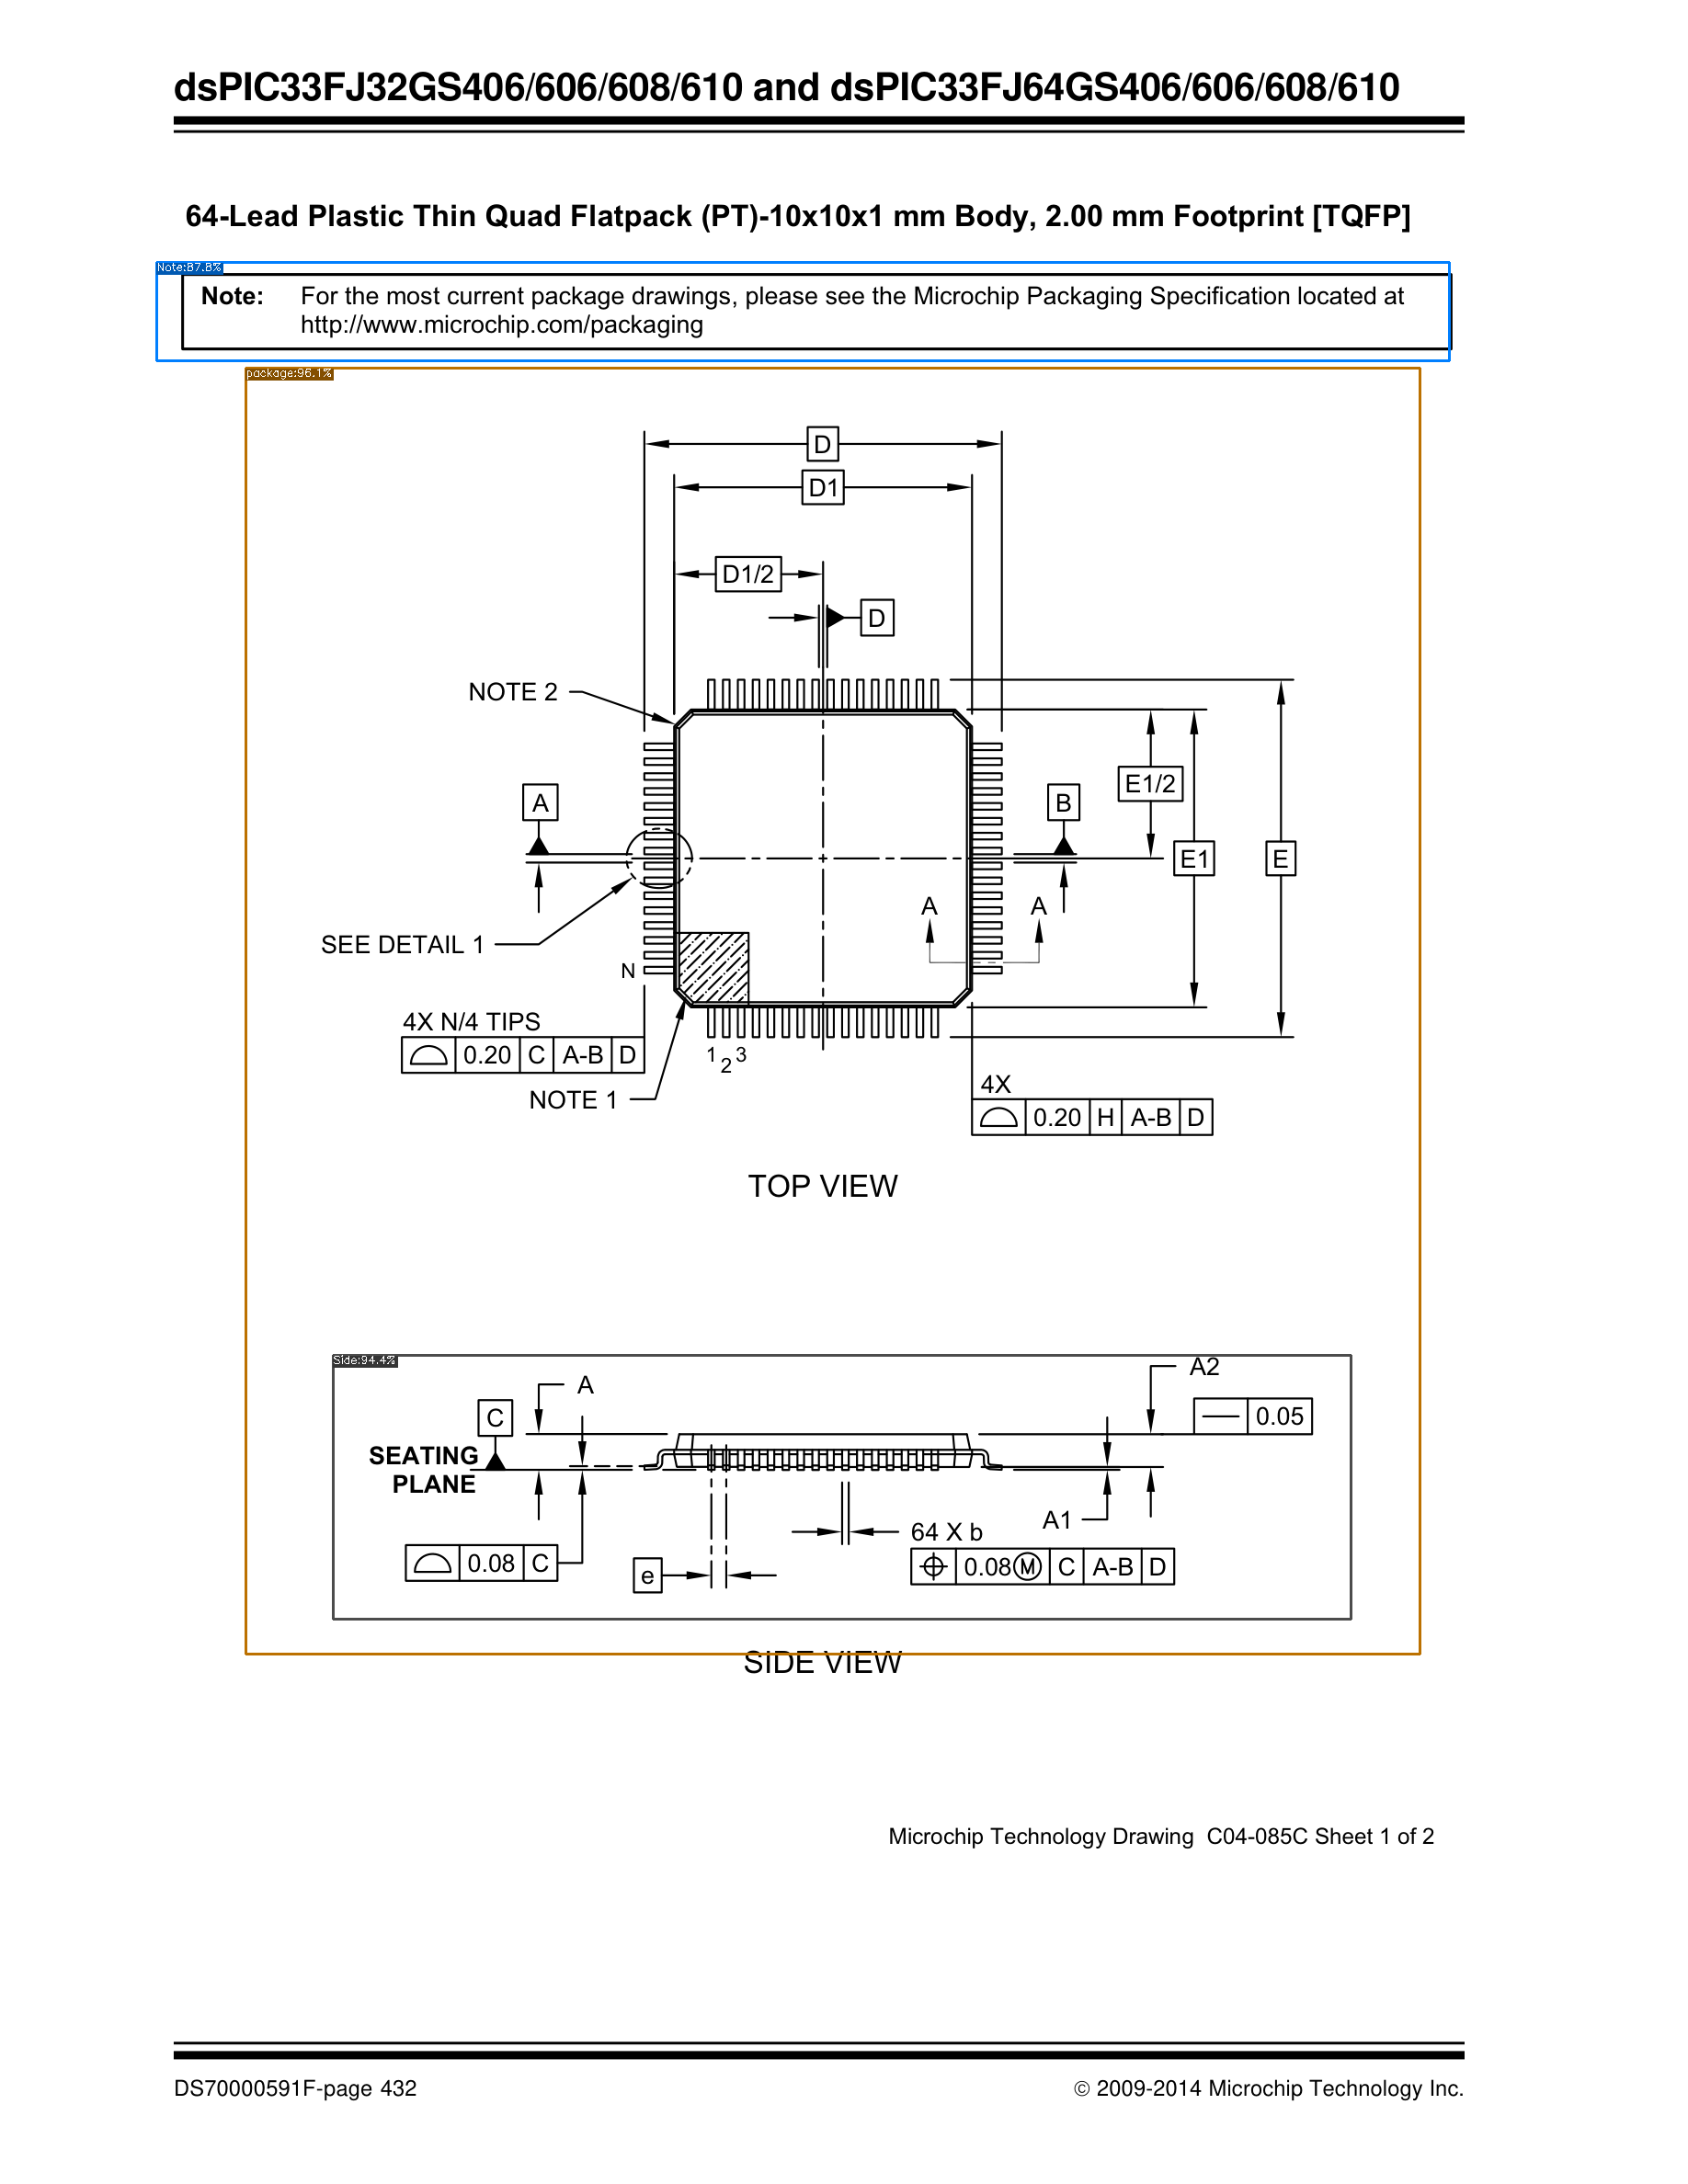 dsPIC33FJ32GS406/606/608/610 and dsPIC33FJ64GS406/606/608/610
64-Lead Plastic Thin Quad Flatpack (PT)-10x10x1 mm Body, 2.00 mm Footprint [TQFP]
Note:87.8%
Note: For the most current package drawings, please see the Microchip Packaging Specification located at
http://www.microchip.com/packaging
package:96.1%
D
D1
D1/2
D
NOTE 2
E1/2
A
B
E1
E
A A
SEE DETAIL 1
N
4X N/4 TIPS
0.20 C A-B D
1 2 3
NOTE 1
4X
0.20 H A-B D
TOP VIEW
Side:94.4%
A2
A
0.05
C
SEATING
PLANE
A1
64 X b
0.08 C
0.08Ⓜ C A-B D
e
SIDE VIEW
Microchip Technology Drawing C04-085C Sheet 1 of 2
DS70000591F-page 432
© 2009-2014 Microchip Technology Inc.